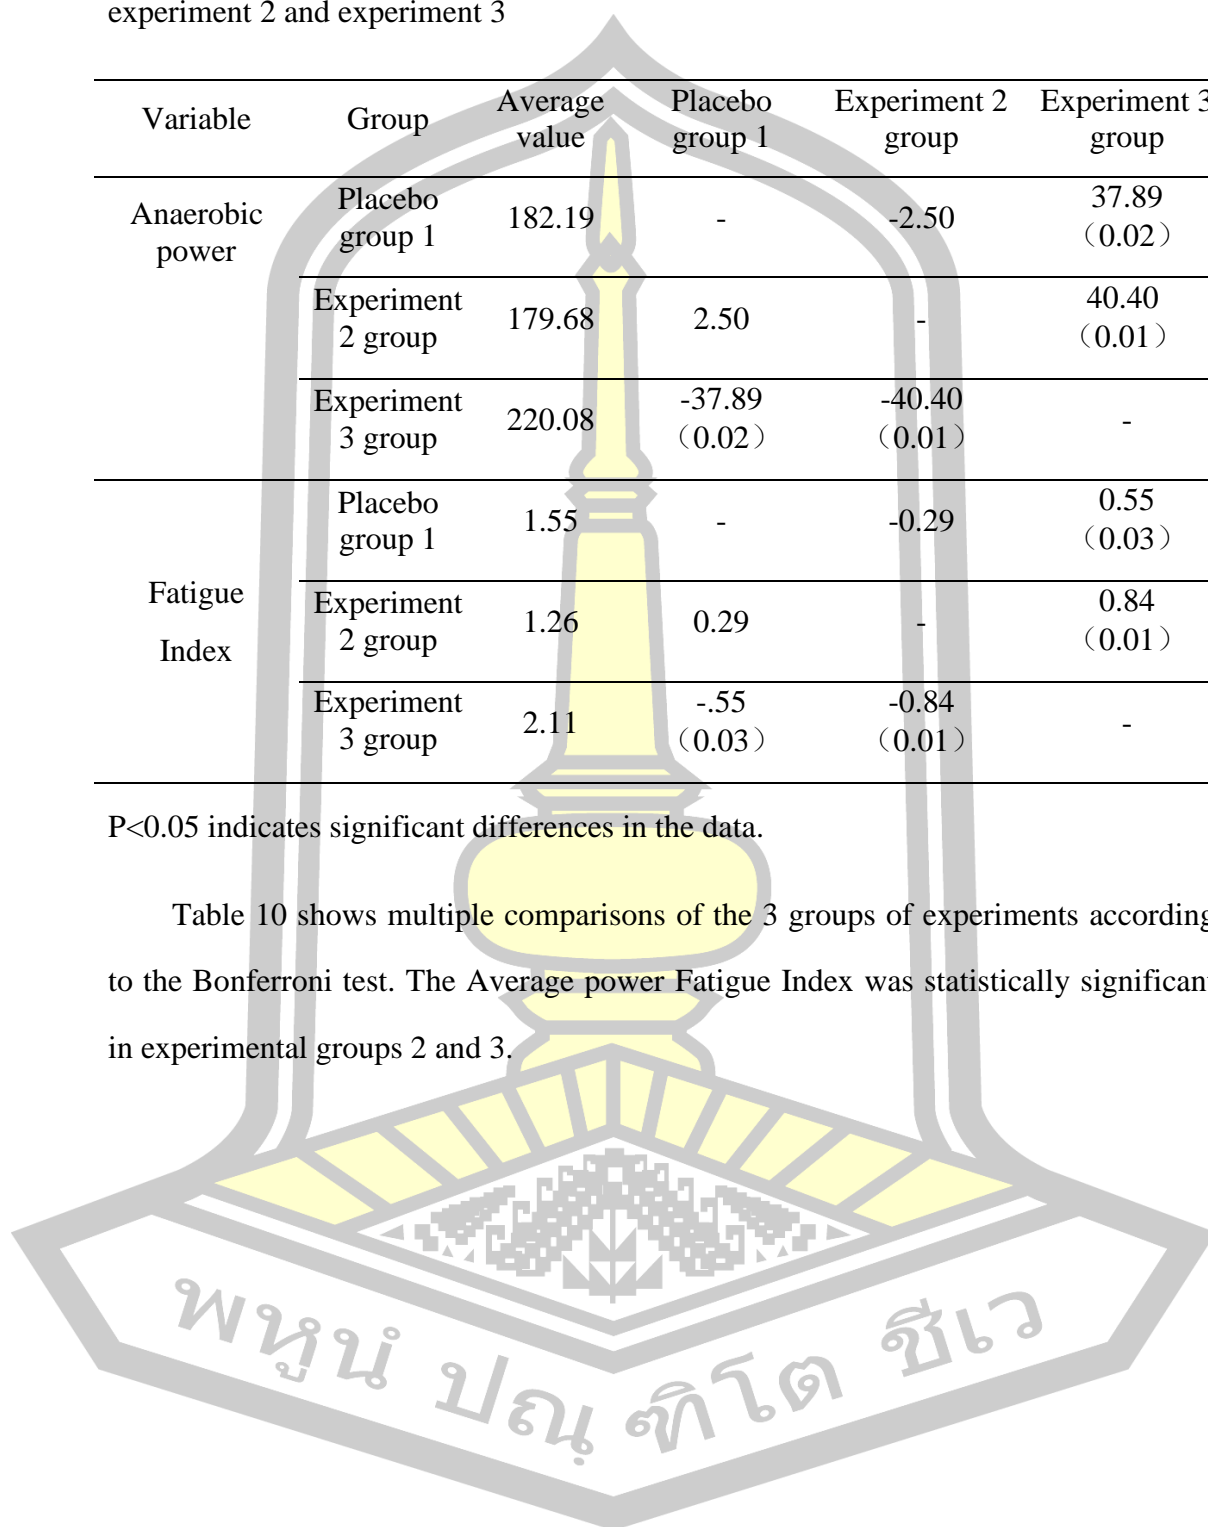 experiment 2 and experiment 3
Variable Group Average value Placebo group 1 Experiment 2 group Experiment 3 group
Anaerobic power Placebo group 1 182.19 - -2.50 37.89 （0.02）
Experiment 2 group 179.68 2.50 - 40.40 （0.01）
Experiment 3 group 220.08 -37.89 （0.02） -40.40 （0.01） -
Fatigue Index Placebo group 1 1.55 - -0.29 0.55 （0.03）
Experiment 2 group 1.26 0.29 - 0.84 （0.01）
Experiment 3 group 2.11 -.55 （0.03） -0.84 （0.01） -
P<0.05 indicates significant differences in the data.
Table 10 shows multiple comparisons of the 3 groups of experiments according
to the Bonferroni test. The Average power Fatigue Index was statistically significant
in experimental groups 2 and 3.
พหูนํ ปณฺฑิโต ชีเว